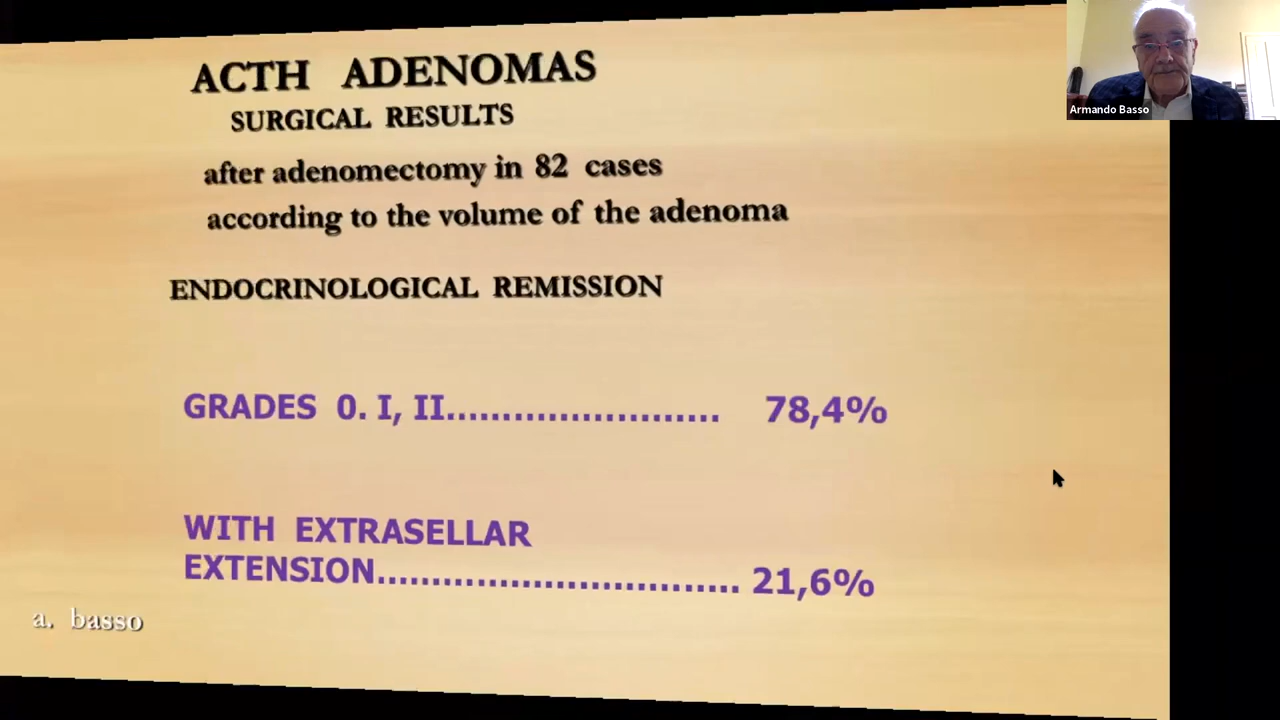 ACTH ADENOMAS
SURGICAL RESULTS
after adenomectomy in 82 cases
according to the volume of the adenoma
ENDOCRINOLOGICAL REMISSION
GRADES 0. I, II........................ 78,4%
WITH EXTRASELLAR
EXTENSION................................. 21,6%
a. basso
Armando Basso